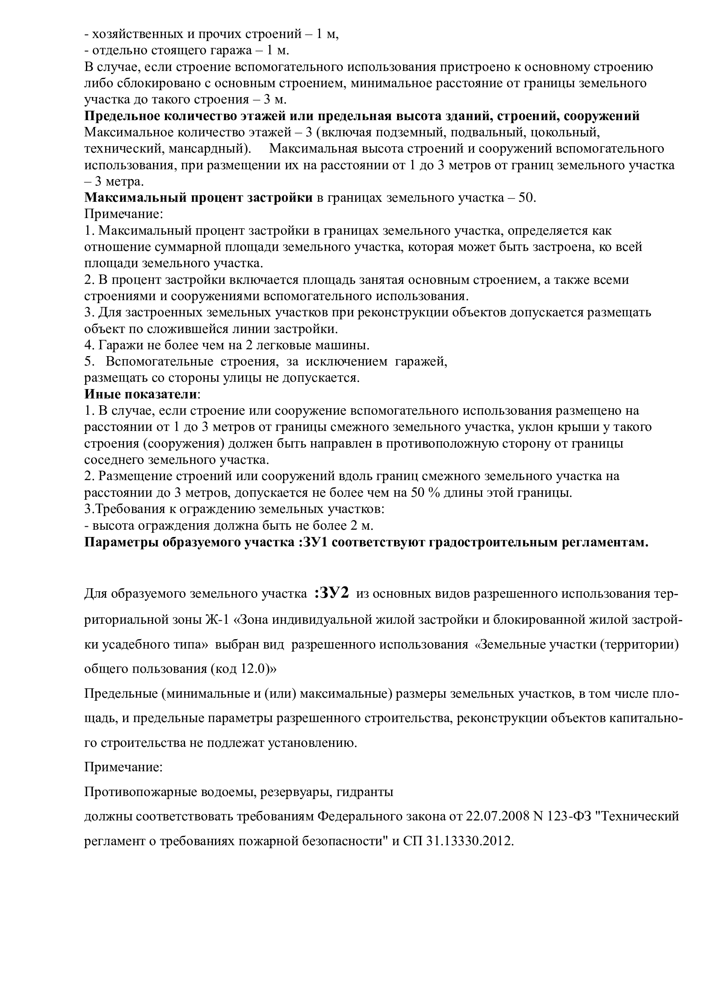 - хозяйственных и прочих строений – 1 м,
- отдельно стоящего гаража – 1 м.
В случае, если строение вспомогательного использования пристроено к основному строению
либо сблокировано с основным строением, минимальное расстояние от границы земельного
участка до такого строения – 3 м.
Предельное количество этажей или предельная высота зданий, строений, сооружений
Максимальное количество этажей – 3 (включая подземный, подвальный, цокольный,
технический, мансардный). Максимальная высота строений и сооружений вспомогательного
использования, при размещении их на расстоянии от 1 до 3 метров от границ земельного участка
– 3 метра.
Максимальный процент застройки в границах земельного участка – 50.
Примечание:
1. Максимальный процент застройки в границах земельного участка, определяется как
отношение суммарной площади земельного участка, которая может быть застроена, ко всей
площади земельного участка.
2. В процент застройки включается площадь занятая основным строением, а также всеми
строениями и сооружениями вспомогательного использования.
3. Для застроенных земельных участков при реконструкции объектов допускается размещать
объект по сложившейся линии застройки.
4. Гаражи не более чем на 2 легковые машины.
5. Вспомогательные строения, за исключением гаражей,
размещать со стороны улицы не допускается.
Иные показатели:
1. В случае, если строение или сооружение вспомогательного использования размещено на
расстоянии от 1 до 3 метров от границы смежного земельного участка, уклон крыши у такого
строения (сооружения) должен быть направлен в противоположную сторону от границы
соседнего земельного участка.
2. Размещение строений или сооружений вдоль границ смежного земельного участка на
расстоянии до 3 метров, допускается не более чем на 50 % длины этой границы.
3.Требования к ограждению земельных участков:
- высота ограждения должна быть не более 2 м.
Параметры образуемого участка :ЗУ1 соответствуют градостроительным регламентам.
Для образуемого земельного участка :ЗУ2 из основных видов разрешенного использования тер-
риториальной зоны Ж-1 «Зона индивидуальной жилой застройки и блокированной жилой застрой-
ки усадебного типа» выбран вид разрешенного использования «Земельные участки (территории)
общего пользования (код 12.0)»
Предельные (минимальные и (или) максимальные) размеры земельных участков, в том числе пло-
щадь, и предельные параметры разрешенного строительства, реконструкции объектов капитально-
го строительства не подлежат установлению.
Примечание:
Противопожарные водоемы, резервуары, гидранты
должны соответствовать требованиям Федерального закона от 22.07.2008 N 123-ФЗ "Технический
регламент о требованиях пожарной безопасности" и СП 31.13330.2012.